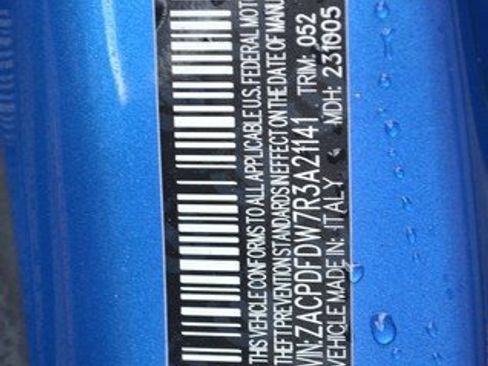 THIS VEHICLE CONFORMS TO ALL APPLICABLE U.S. FEDERAL MOT
THEFT PREVENTION STANDARDS IN EFFECT ON THE DATE OF MANU
VIN: ZACPDFDW7R3A21141 TRIM: 052
VEHICLE MADE IN: ITALY MDH: 231005